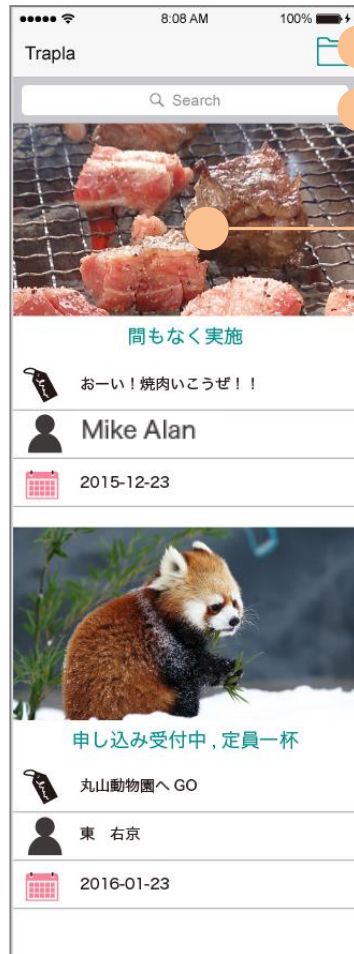 8:08 AM 100%
Trapla
Search
間もなく実施
おーい！焼肉いこうぜ！！
Mike Alan
2015-12-23
申し込み受付中 , 定員一杯
丸山動物園へ GO
東　右京
2016-01-23